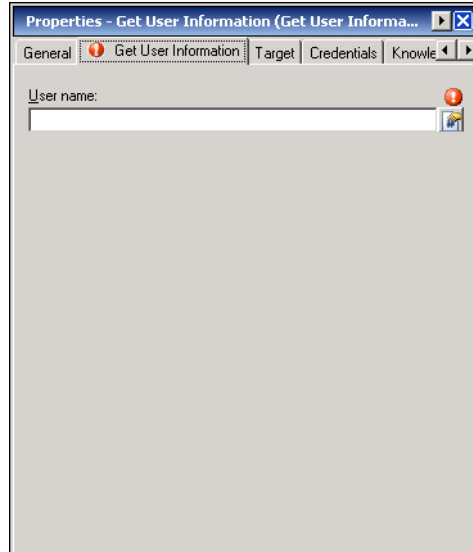 Properties - Get User Information (Get User Informa...
General Get User Information Target Credentials Knowle
User name: